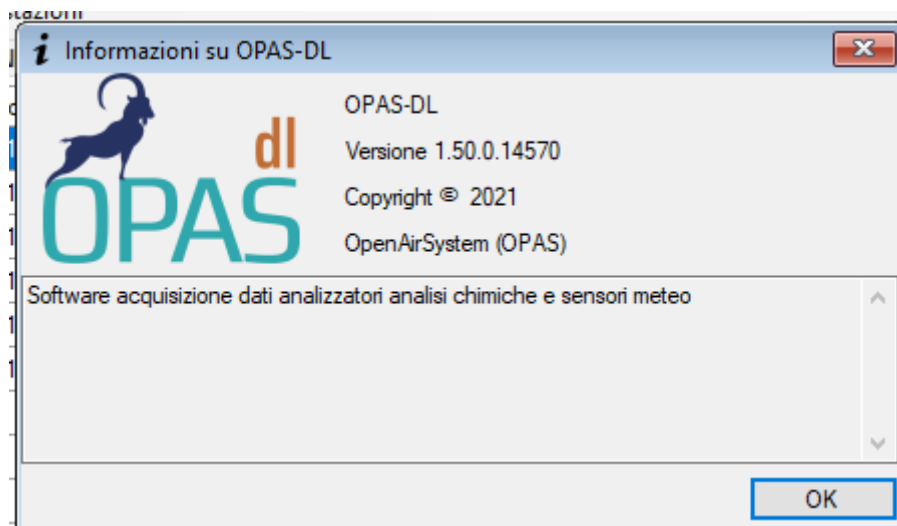 stazioni
Informazioni su OPAS-DL
dl
OPAS
OPAS-DL
Versione 1.50.0.14570
Copyright © 2021
OpenAirSystem (OPAS)
Software acquisizione dati analizzatori analisi chimiche e sensori meteo
OK